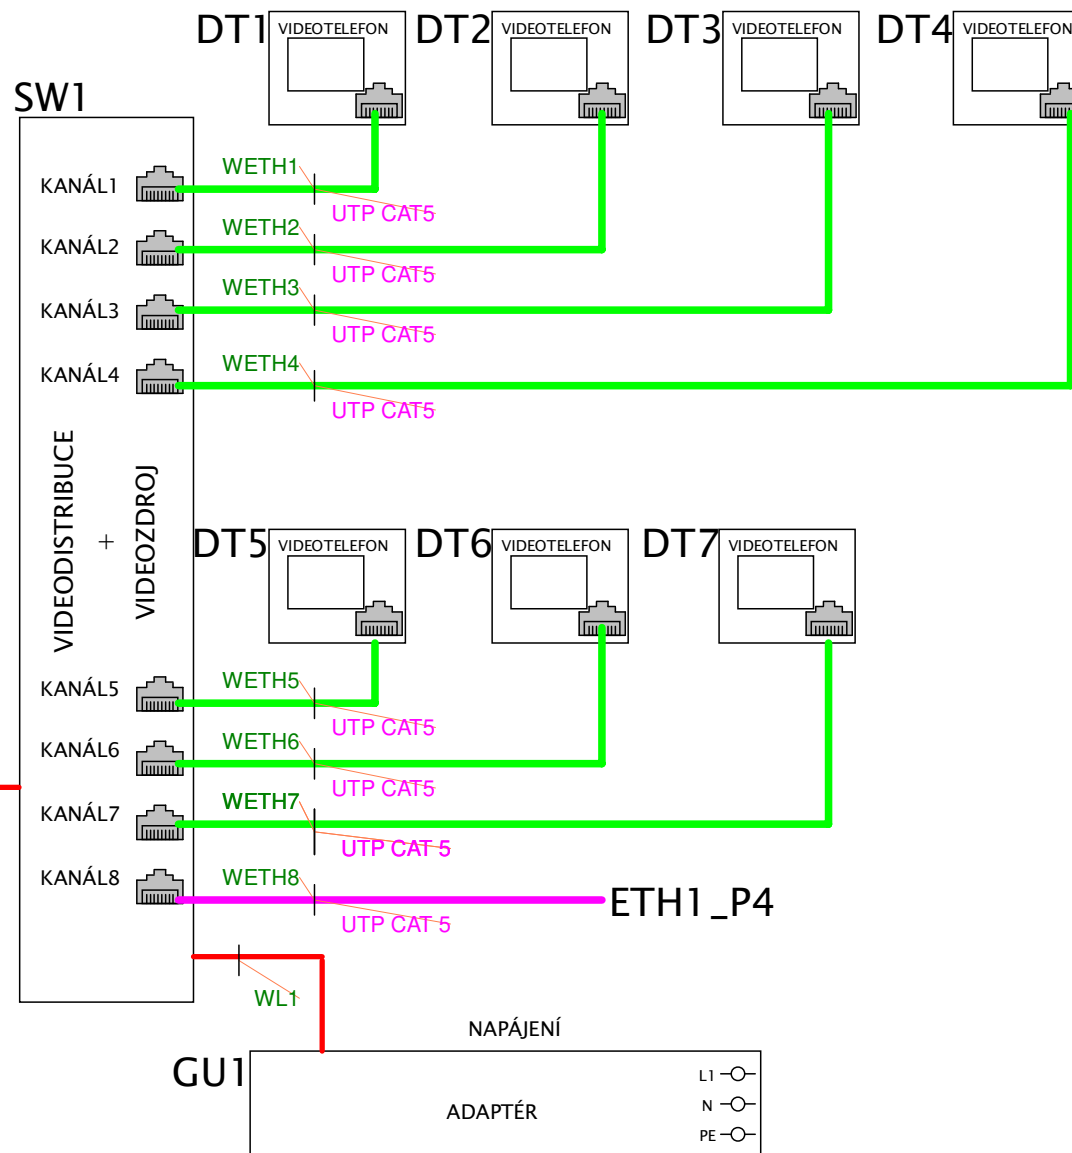 DT1 VIDEOTELEFON DT2 VIDEOTELEFON DT3 VIDEOTELEFON DT4 VIDEOTELEFON
SW1
KANÁL1 WETH1
UTP CAT5
KANÁL2 WETH2
UTP CAT5
KANÁL3 WETH3
UTP CAT5
KANÁL4 WETH4
UTP CAT5
VIDEODISTRIBUCE
+
VIDEOZDROJ
DT5 VIDEOTELEFON DT6 VIDEOTELEFON DT7 VIDEOTELEFON
KANÁL5 WETH5
UTP CAT5
KANÁL6 WETH6
UTP CAT5
KANÁL7 WETH7
UTP CAT 5
KANÁL8 WETH8 ETH1_P4
UTP CAT 5
WL1
NAPÁJENÍ
GU1
ADAPTÉR
L1
N
PE